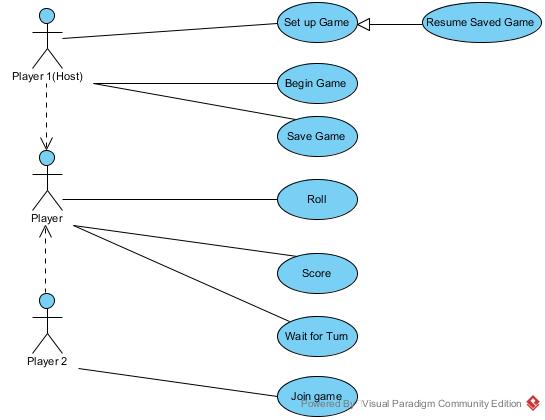 Set up Game
Resume Saved Game
Player 1(Host)
Begin Game
Save Game
Roll
Player
Score
Wait for Turn
Player 2
Join game
Powered By Visual Paradigm Community Edition